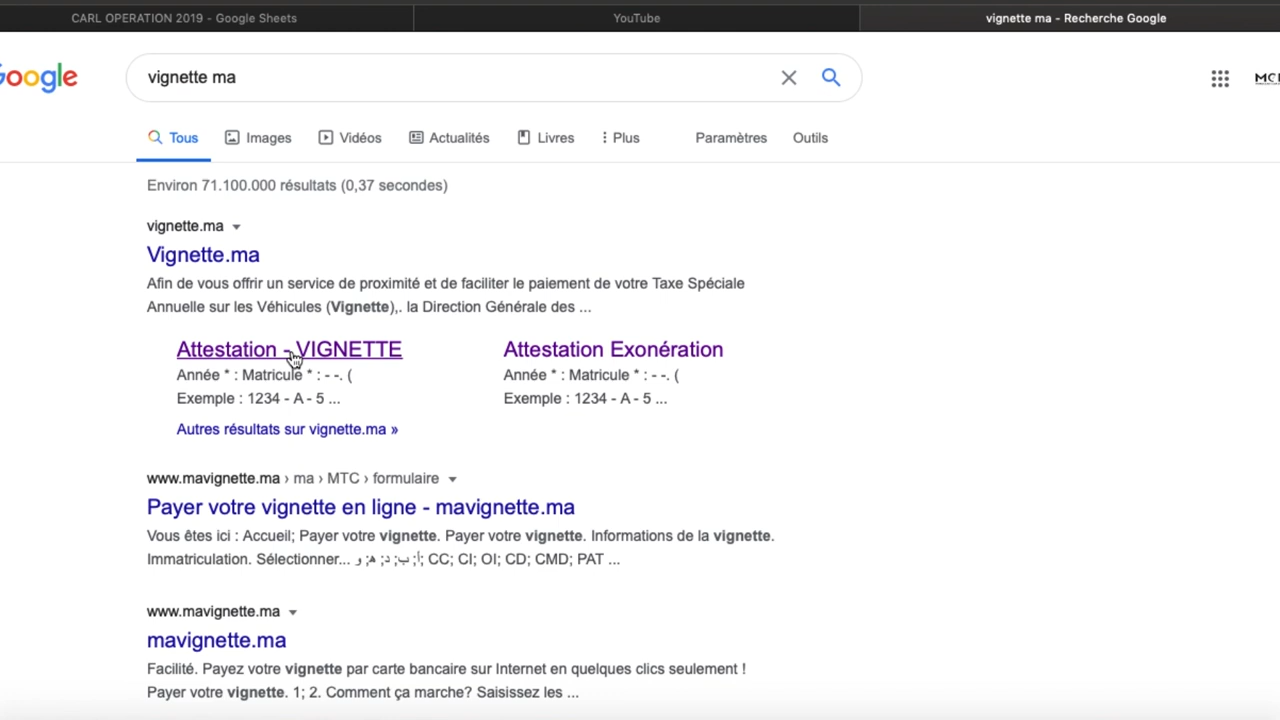 CARL OPERATION 2019 - Google Sheets
YouTube
vignette ma - Recherche Google
Google
vignette ma
Tous
Images
Vidéos
Actualités
Livres
Plus
Paramètres
Outils
Environ 71.100.000 résultats (0,37 secondes)
vignette.ma
Vignette.ma
Afin de vous offrir un service de proximité et de faciliter le paiement de votre Taxe Spéciale
Annuelle sur les Véhicules (Vignette),. la Direction Générale des ...
Attestation - VIGNETTE
Année * : Matricule * : - -. (
Exemple : 1234 - A - 5 ...
Attestation Exonération
Année * : Matricule * : - -. (
Exemple : 1234 - A - 5 ...
Autres résultats sur vignette.ma »
www.mavignette.ma › ma › MTC › formulaire
Payer votre vignette en ligne - mavignette.ma
Vous êtes ici : Accueil; Payer votre vignette. Payer votre vignette. Informations de la vignette.
Immatriculation. Sélectionner... أ; ب; د; ه; و; CC; CI; OI; CD; CMD; PAT ...
www.mavignette.ma
mavignette.ma
Facilité. Payez votre vignette par carte bancaire sur Internet en quelques clics seulement !
Payer votre vignette. 1; 2. Comment ça marche? Saisissez les ...